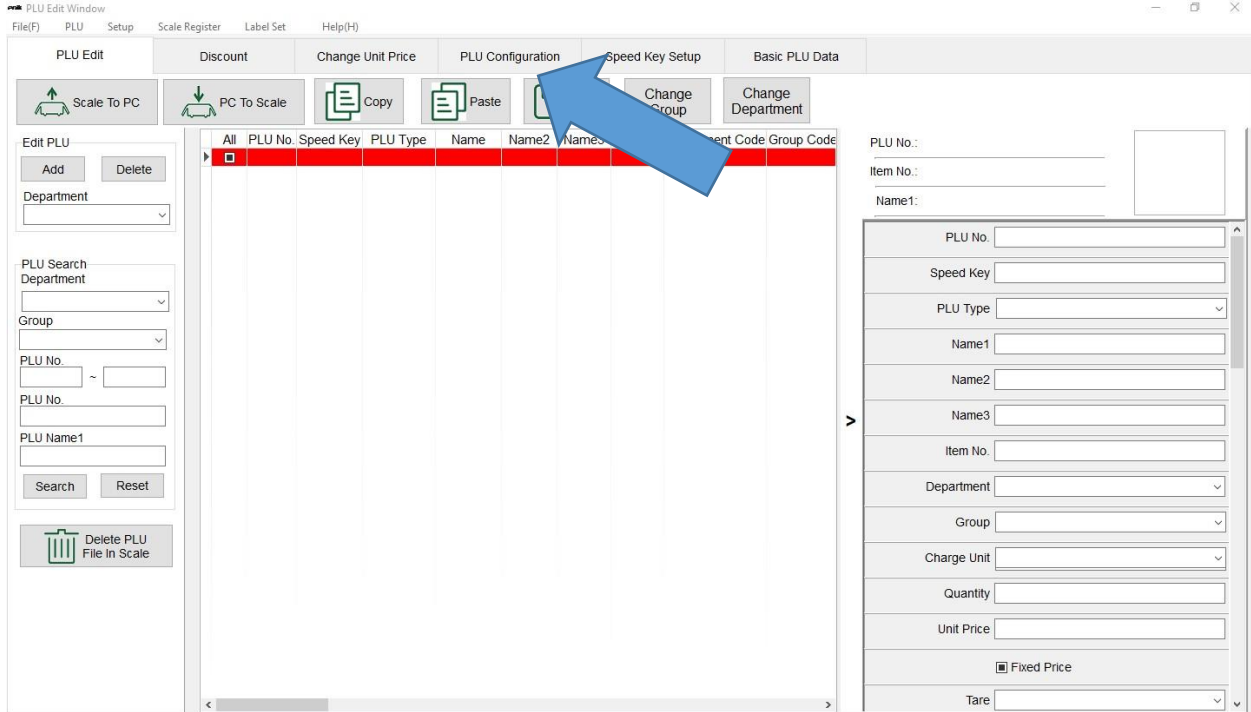 PLU Edit Window
File(F) PLU Setup Scale Register Label Set Help(H)
PLU Edit Discount Change Unit Price PLU Configuration Speed Key Setup Basic PLU Data
Scale To PC PC To Scale Copy Paste Change Group Change Department
Edit PLU
Add Delete
Department
PLU Search
Department
Group
PLU No.
~
PLU No.
PLU Name1
Search Reset
Delete PLU
File In Scale
All PLU No. Speed Key PLU Type Name Name2 Name3 Code Group Code
PLU No.:
Item No.:
Name1:
>
PLU No.
Speed Key
PLU Type
Name1
Name2
Name3
Item No.
Department
Group
Charge Unit
Quantity
Unit Price
Fixed Price
Tare